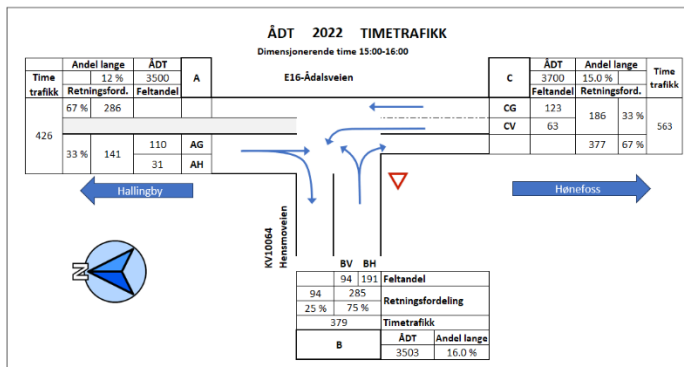 ÅDT 2022 TIMETRAFIKK
Dimensjonerende time 15:00-16:00
Andel lange ÅDT
Time trafikk 12 % 3500 A
Retningsford. Feltandel
67 % 286
426
33 % 141 110 AG
31 AH
E16-Ådalsveien
C ÅDT Andel lange Time trafikk
3700 15.0 %
Feltandel Retningsford.
CG 123 186 33 %
CV 63
563
377 67 %
Hallingby
Hønefoss
N
KV10064
Hensmoveien
BV BH
94 191 Feltandel
94 285 Retningsfordeling
25 % 75 %
379 Timetrafikk
B ÅDT Andel lange
3503 16.0 %